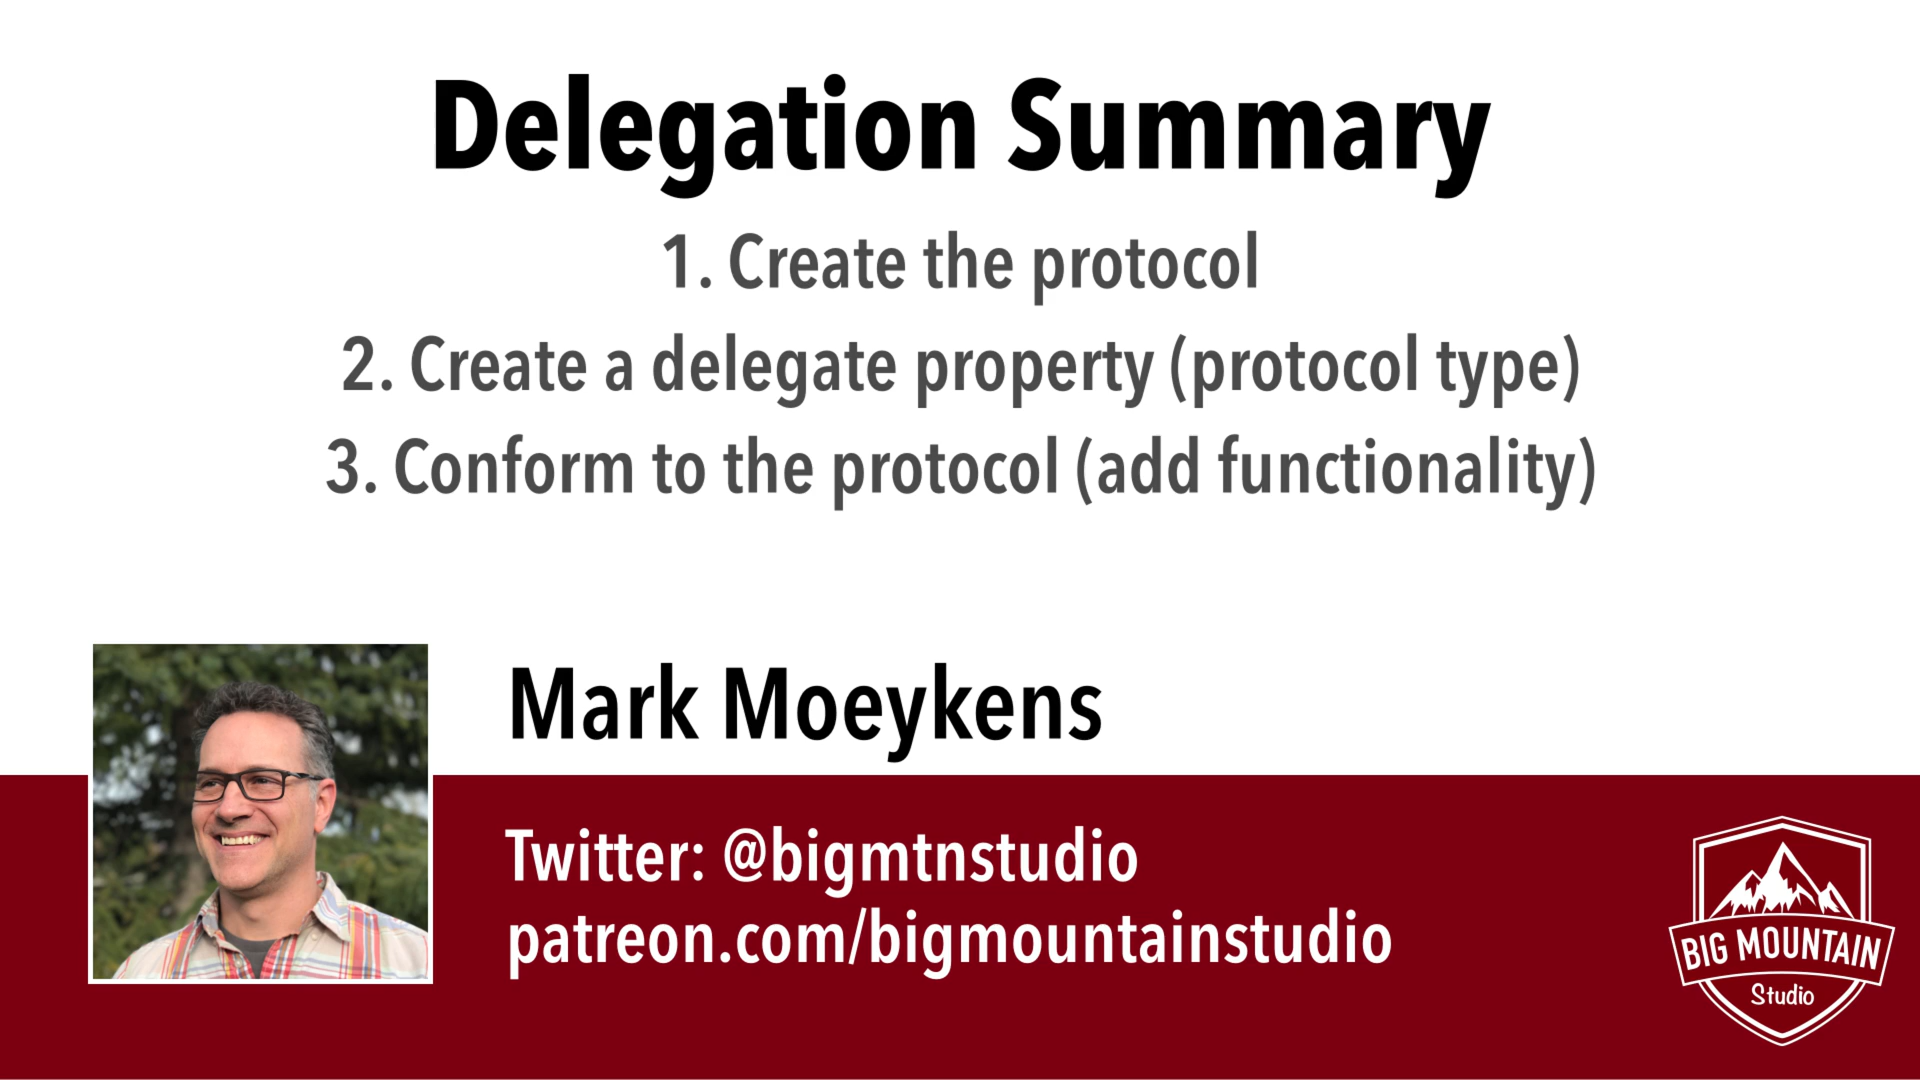 Delegation Summary
1. Create the protocol
2. Create a delegate property (protocol type)
3. Conform to the protocol (add functionality)
Mark Moeykens
Twitter: @bigmtnstudio
patreon.com/bigmountainstudio
BIG MOUNTAIN
Studio